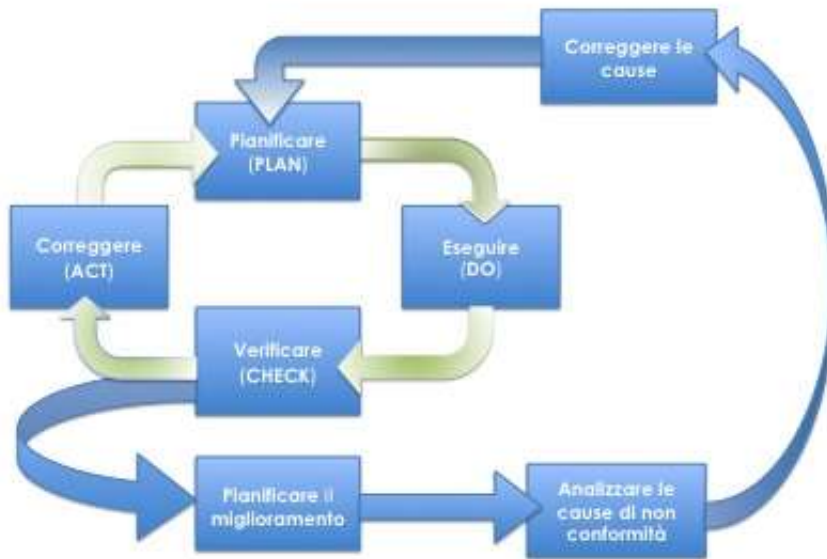 Correggere le
cause
Pianificare
(PLAN)
Correggere
(ACT)
Eseguire
(DO)
Verificare
(CHECK)
Pianificare il
miglioramento
Analizzare le
cause di non
conformità